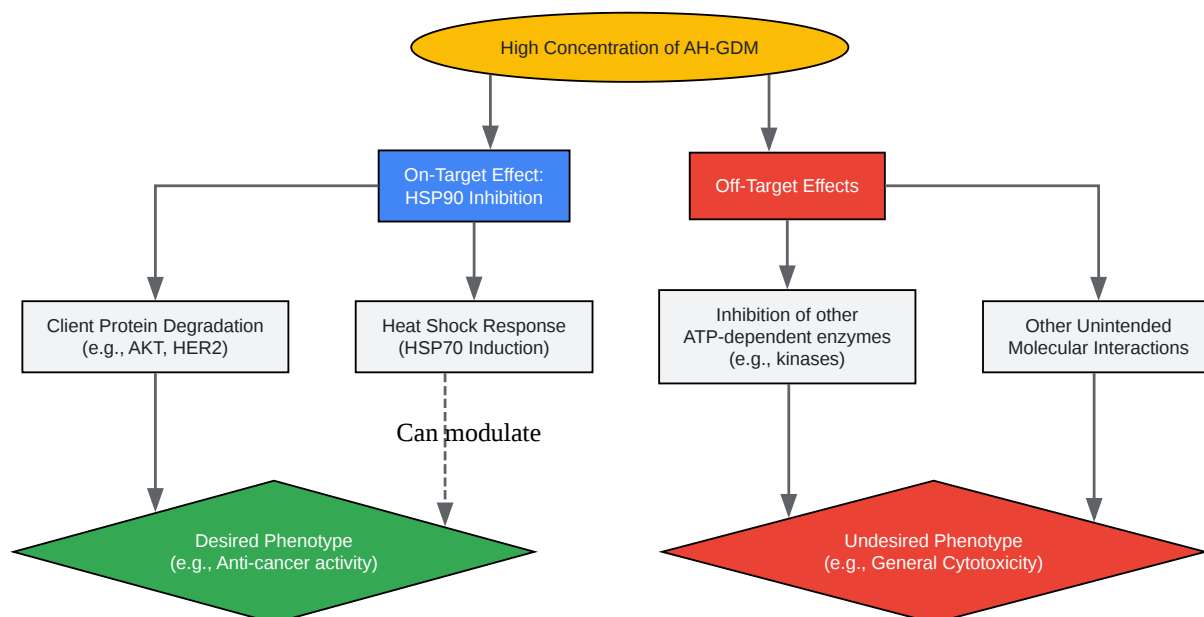 High Concentration of AH-GDM
On-Target Effect:
HSP90 Inhibition
Off-Target Effects
Client Protein Degradation
(e.g., AKT, HER2)
Heat Shock Response
(HSP70 Induction)
Inhibition of other
ATP-dependent enzymes
(e.g., kinases)
Other Unintended
Molecular Interactions
Can modulate
Desired Phenotype
(e.g., Anti-cancer activity)
Undesired Phenotype
(e.g., General Cytotoxicity)